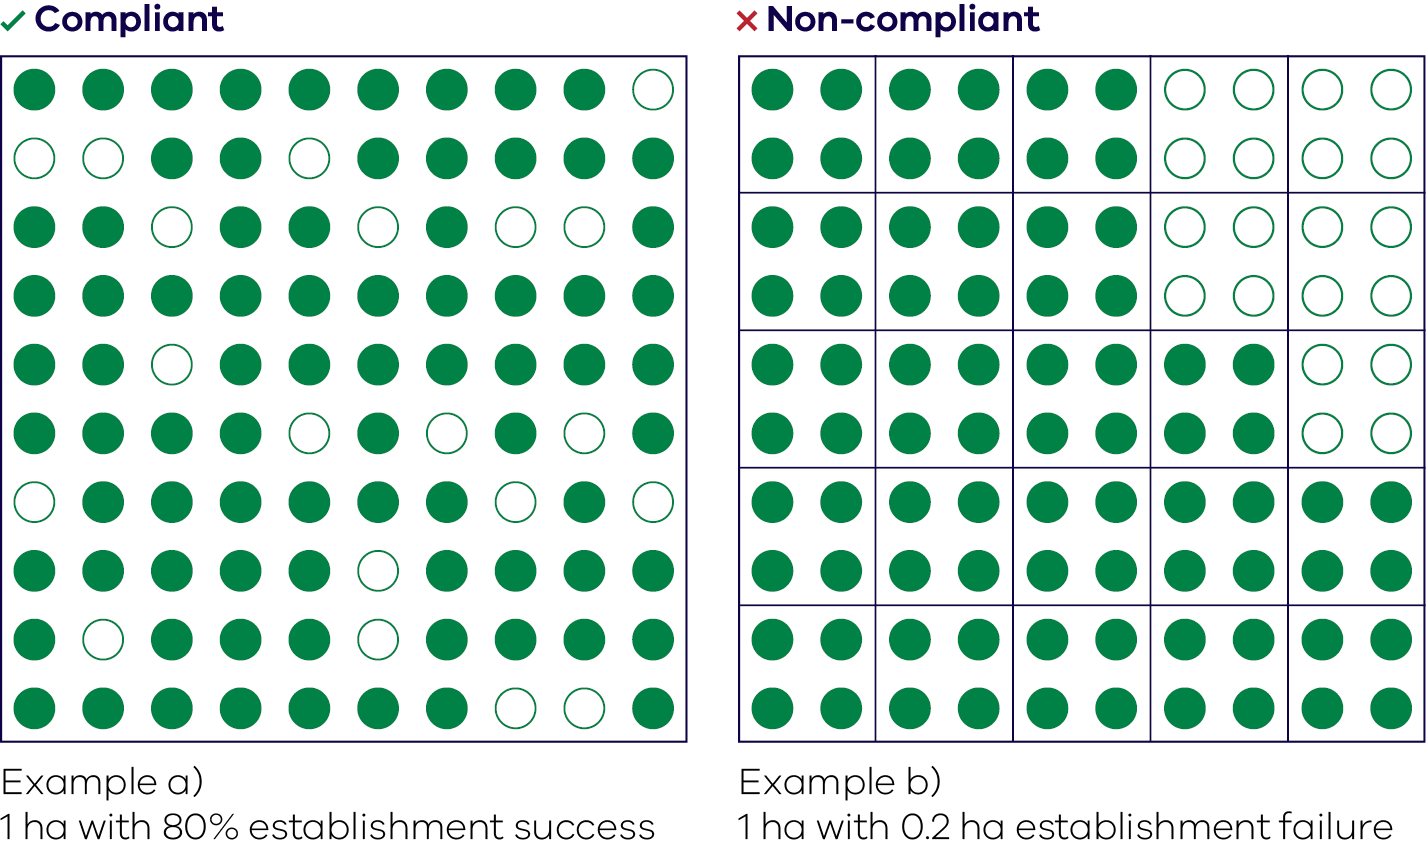 Compliant
Non-compliant
Example a)
1 ha with 80% establishment success
Example b)
1 ha with 0.2 ha establishment failure